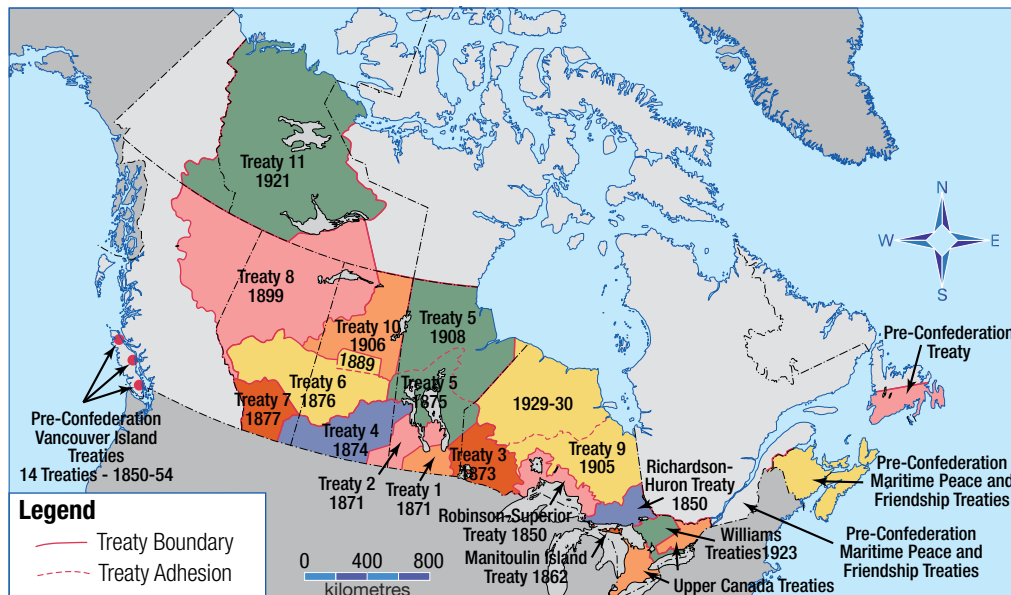 Treaty 11
1921
N
W
E
S
Treaty 8
1899
Treaty 10
1906
1889
Treaty 5
1908
Treaty 6
1876
Treaty 5
1875
Treaty 7
1877
Treaty 4
1874
1929-30
Treaty 9
1905
Treaty 3
1873
Treaty 2
1871
Treaty 1
1871
Pre-Confederation
Vancouver Island
Treaties
14 Treaties - 1850-54
Pre-Confederation
Treaty
Richardson-
Huron Treaty
1850
Robinson-Superior
Treaty 1850
Manitoulin Island
Treaty 1862
Williams
Treaties1923
Upper Canada Treaties
Pre-Confederation
Maritime Peace and
Friendship Treaties
Pre-Confederation
Maritime Peace and
Friendship Treaties
Legend
Treaty Boundary
Treaty Adhesion
0 200 400 600 800
kilometres